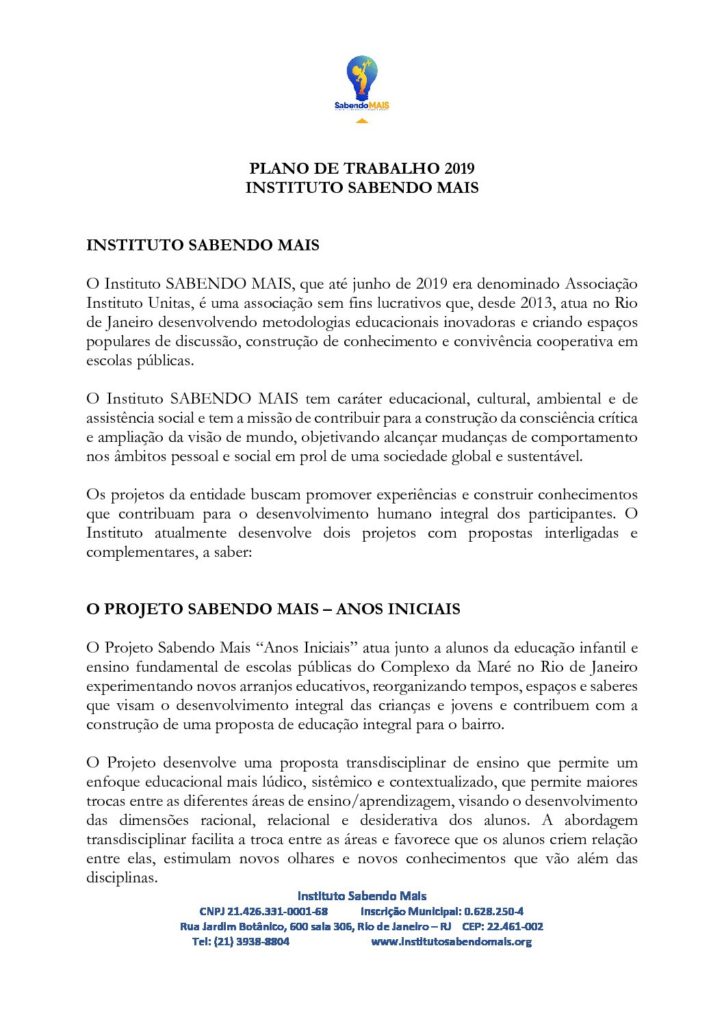 SabendoMAIS
PLANO DE TRABALHO 2019
INSTITUTO SABENDO MAIS
INSTITUTO SABENDO MAIS
O Instituto SABENDO MAIS, que até junho de 2019 era denominado Associação
Instituto Unitas, é uma associação sem fins lucrativos que, desde 2013, atua no Rio
de Janeiro desenvolvendo metodologias educacionais inovadoras e criando espaços
populares de discussão, construção de conhecimento e convivência cooperativa em
escolas públicas.
O Instituto SABENDO MAIS tem caráter educacional, cultural, ambiental e de
assistência social e tem a missão de contribuir para a construção da consciência crítica
e ampliação da visão de mundo, objetivando alcançar mudanças de comportamento
nos âmbitos pessoal e social em prol de uma sociedade global e sustentável.
Os projetos da entidade buscam promover experiências e construir conhecimentos
que contribuam para o desenvolvimento humano integral dos participantes. O
Instituto atualmente desenvolve dois projetos com propostas interligadas e
complementares, a saber:
O PROJETO SABENDO MAIS – ANOS INICIAIS
O Projeto Sabendo Mais “Anos Iniciais” atua junto a alunos da educação infantil e
ensino fundamental de escolas públicas do Complexo da Maré no Rio de Janeiro
experimentando novos arranjos educativos, reorganizando tempos, espaços e saberes
que visam o desenvolvimento integral das crianças e jovens e contribuem com a
construção de uma proposta de educação integral para o bairro.
O Projeto desenvolve uma proposta transdisciplinar de ensino que permite um
enfoque educacional mais lúdico, sistêmico e contextualizado, que permite maiores
trocas entre as diferentes áreas de ensino/aprendizagem, visando o desenvolvimento
das dimensões racional, relacional e desiderativa dos alunos. A abordagem
transdisciplinar facilita a troca entre as áreas e favorece que os alunos criem relação
entre elas, estimulam novos olhares e novos conhecimentos que vão além das
disciplinas.
Instituto Sabendo Mais
CNPJ 21.426.331-0001-68 Inscrição Municipal: 0.628.250-4
Rua Jardim Botânico, 600 sala 306, Rio de Janeiro – RJ CEP: 22.461-002
Tel: (21) 3938-8804 www.institutosabendomais.org